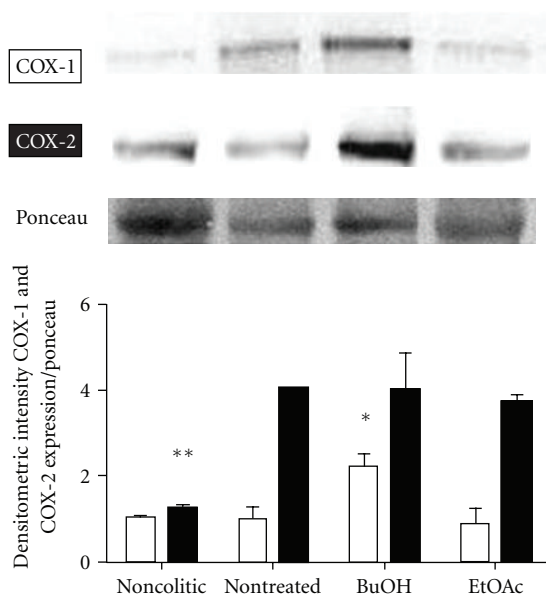 COX-1
COX-2
Ponceau
Densitometric intensity COX-1 and
COX-2 expression/ponceau
6
4
2
0
**
*
Noncolitic Nontreated BuOH EtOAc